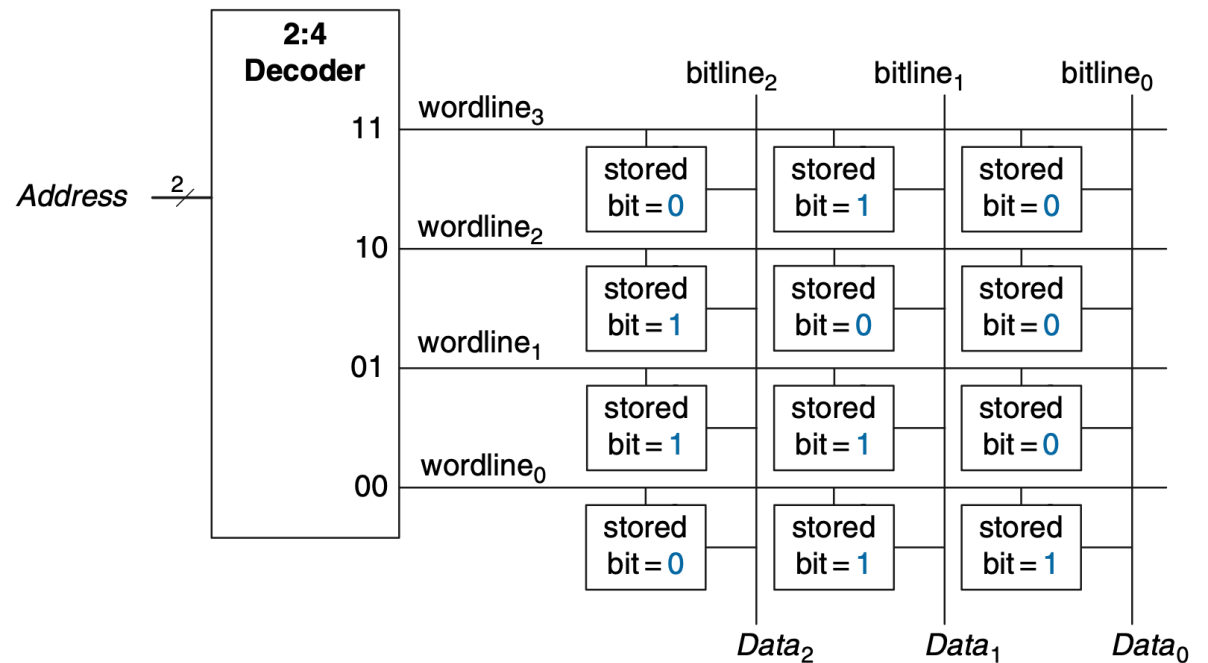 2:4
Decoder
bitline₂ bitline₁ bitline₀
wordline₃
11
stored stored stored
bit = 0 bit = 1 bit = 0
Address 2
wordline₂
10
stored stored stored
bit = 1 bit = 0 bit = 0
wordline₁
01
stored stored stored
bit = 1 bit = 1 bit = 0
wordline₀
00
stored stored stored
bit = 0 bit = 1 bit = 1
Data₂ Data₁ Data₀